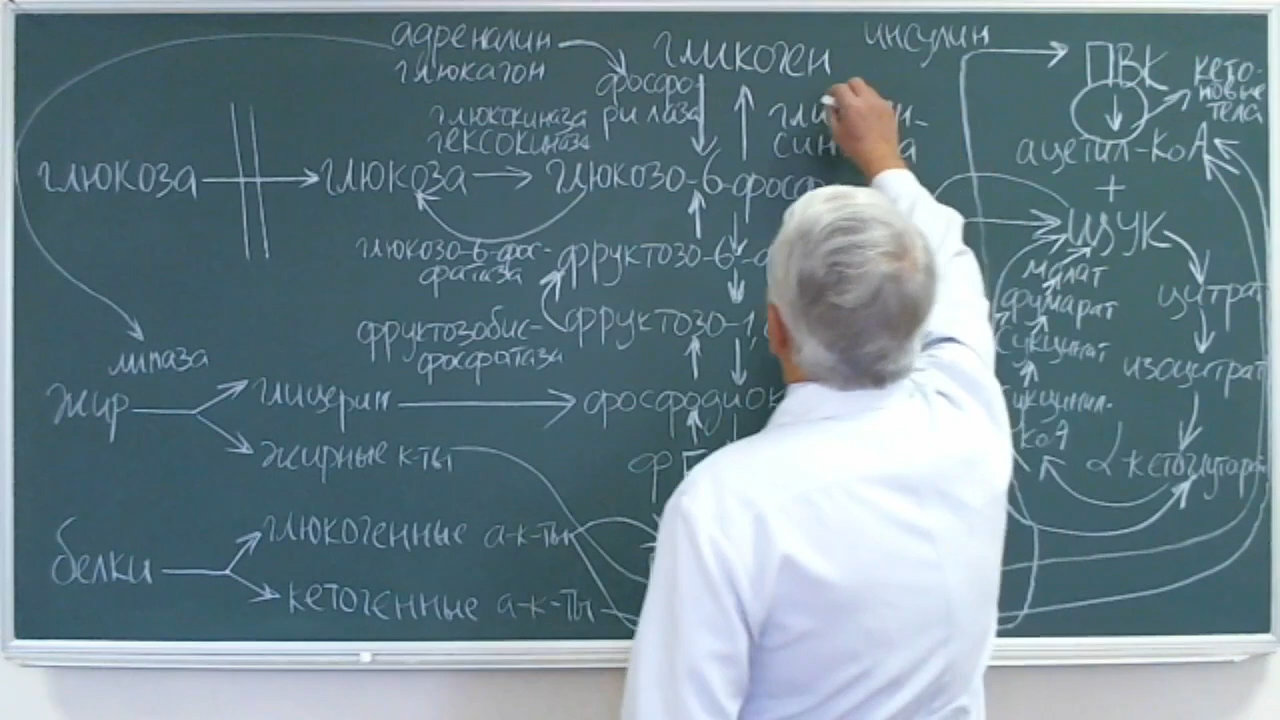 адреналин
глюкагон
фосфо-
рилаза
гликоген
инсулин
ПВК
кето-
новые
тела
глюкокиназа
гексокиназа
ацетил-КоА
+
глюкоза
глюкоза
глюкозо-6-фосф
ЩУК
глюкозо-6-фос-
фатаза
фруктозо-6-ф
малат
фумарат
сукцинат
сукцинил-
КоА
цитрат
изоцитрат
α-кетоглутарат
фруктозобис-
фосфатаза
фруктозо-1,
липаза
жир
глицерин
фосфодиок
жирные к-ты
белки
глюкогенные а-к-ты
кетогенные а-к-ты